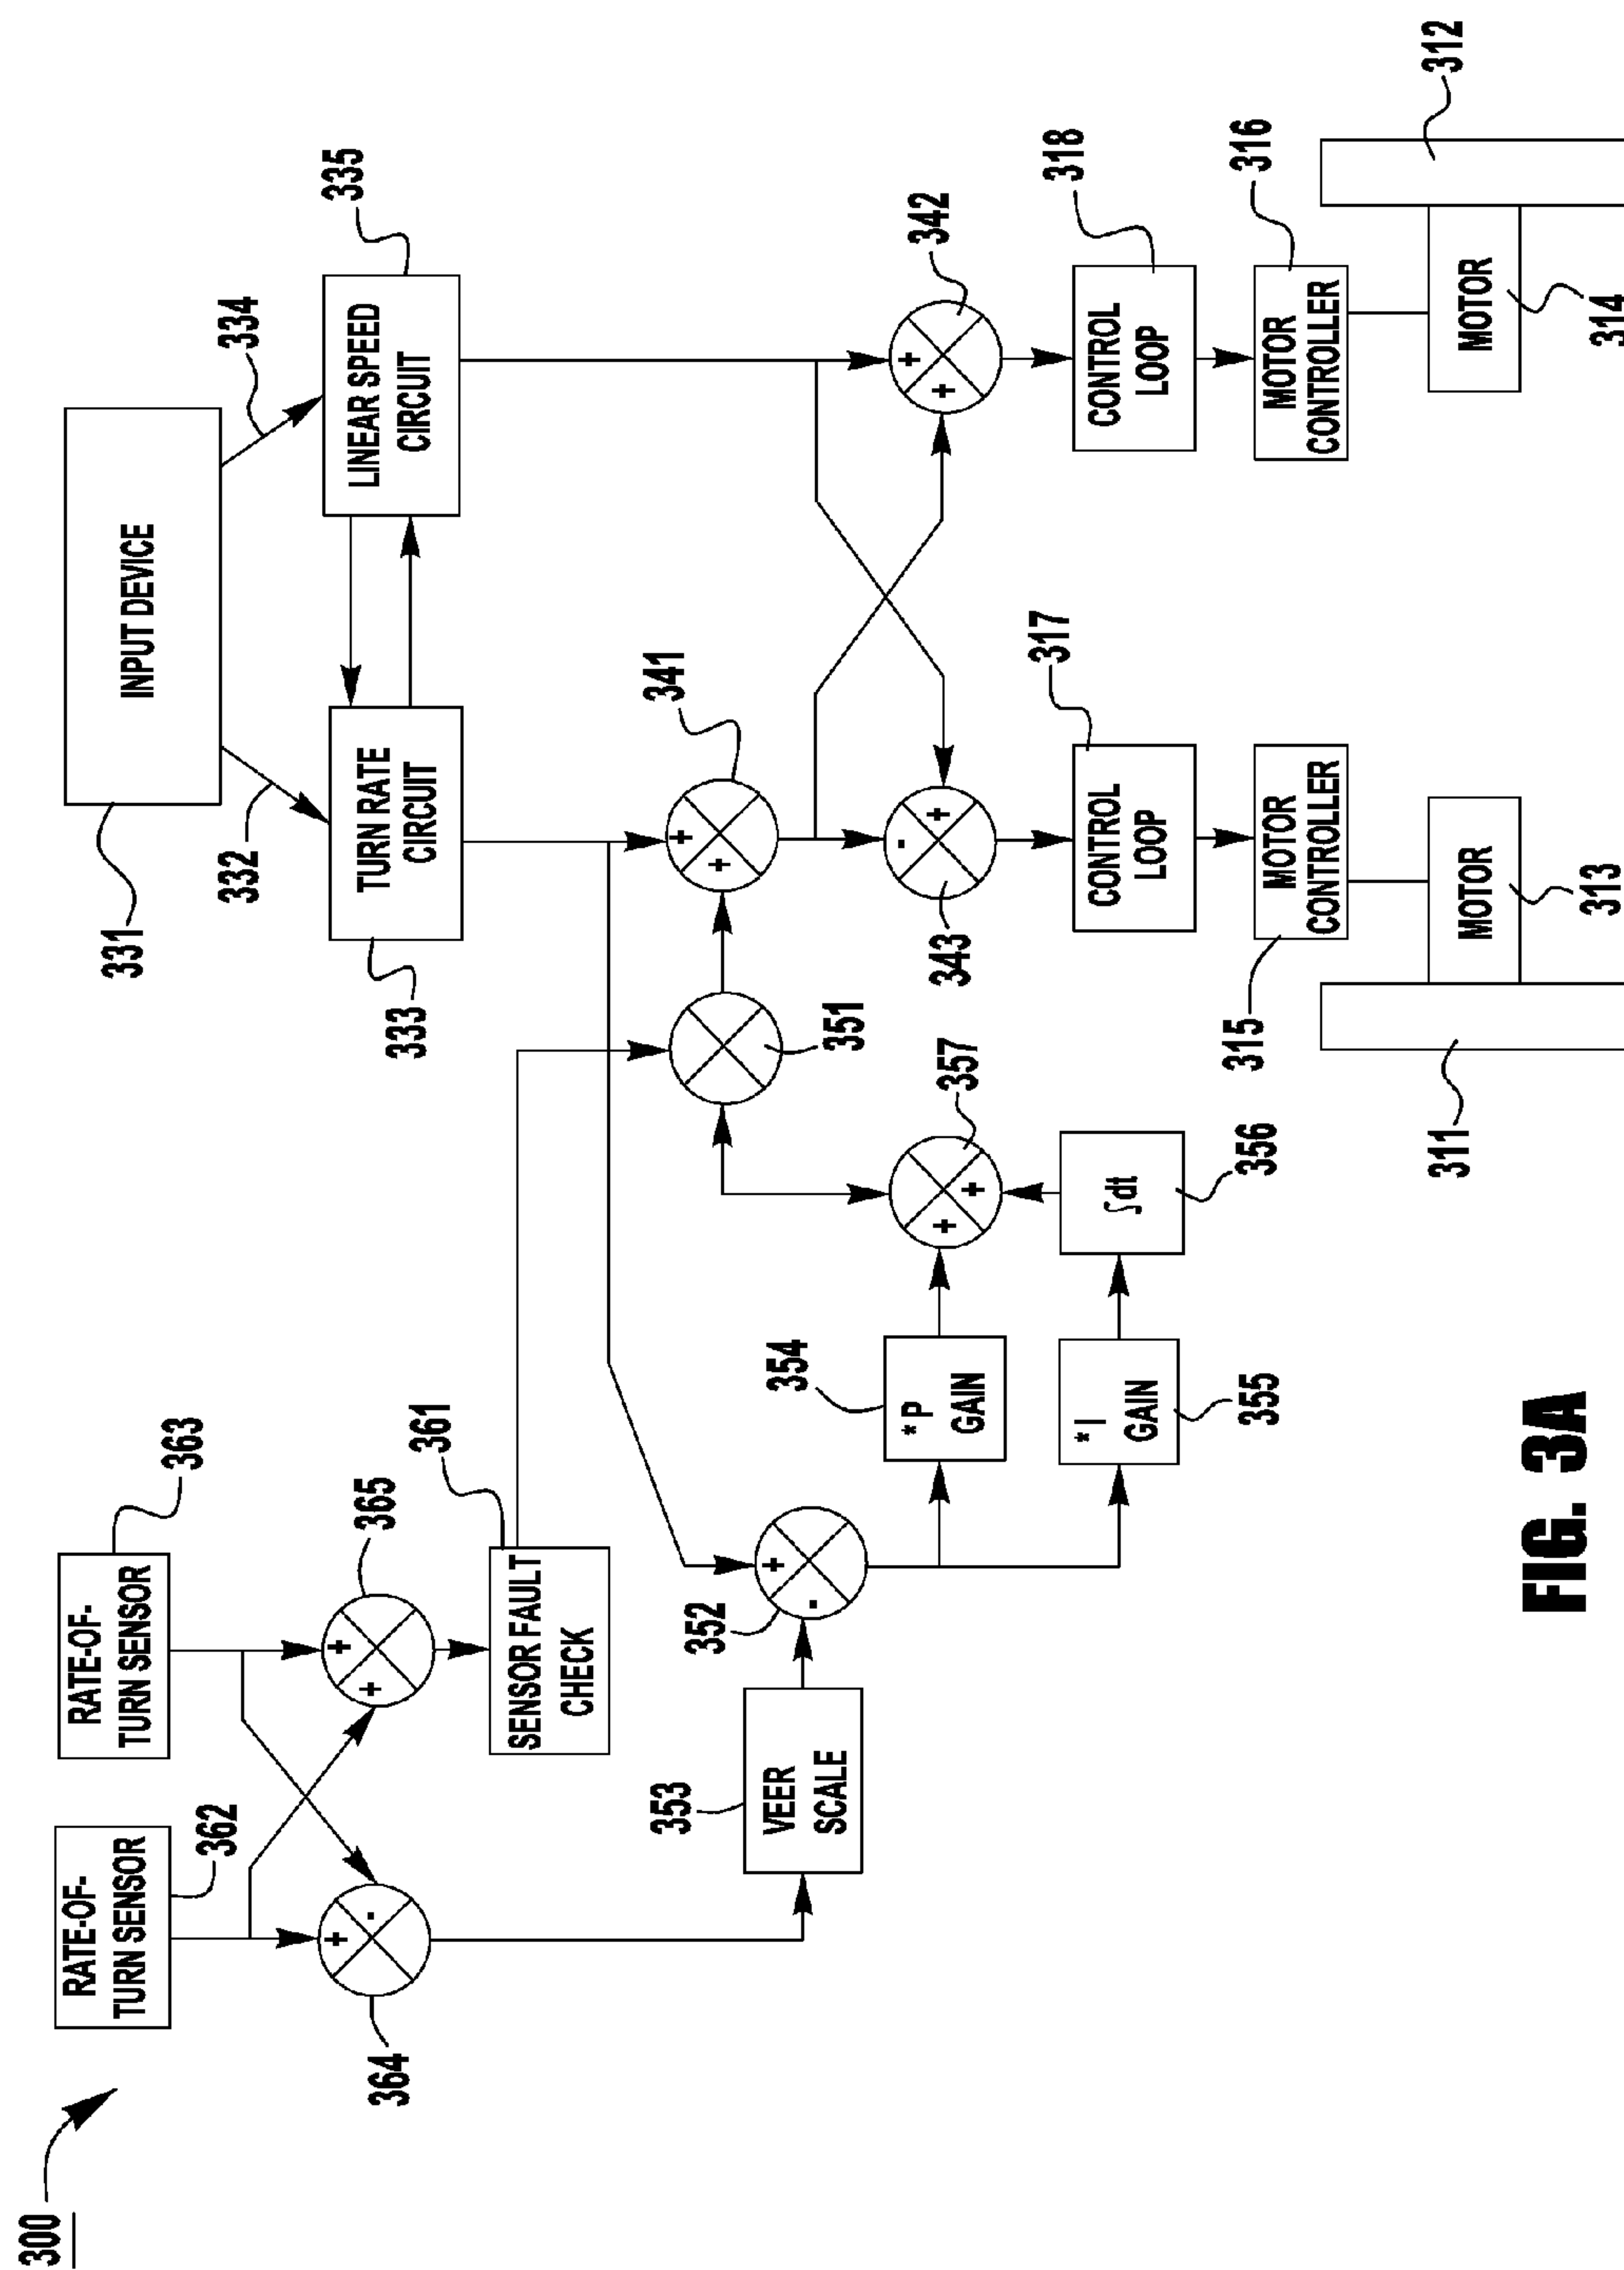 300
RATE-OF-
TURN SENSOR
362
RATE-OF-
TURN SENSOR
363
331
INPUT DEVICE
332
334
333
TURN RATE
CIRCUIT
LINEAR SPEED
CIRCUIT
335
364
+
-
+
+
365
SENSOR FAULT
CHECK
361
353
VEER
SCALE
352
+
-
354
* P
GAIN
* I
GAIN
355
∫dt
356
+
+
357
351
+
+
341
343
-
+
+
+
342
CONTROL
LOOP
317
CONTROL
LOOP
318
315
MOTOR
CONTROLLER
MOTOR
CONTROLLER
316
311
MOTOR
313
MOTOR
314
312
FIG. 3A